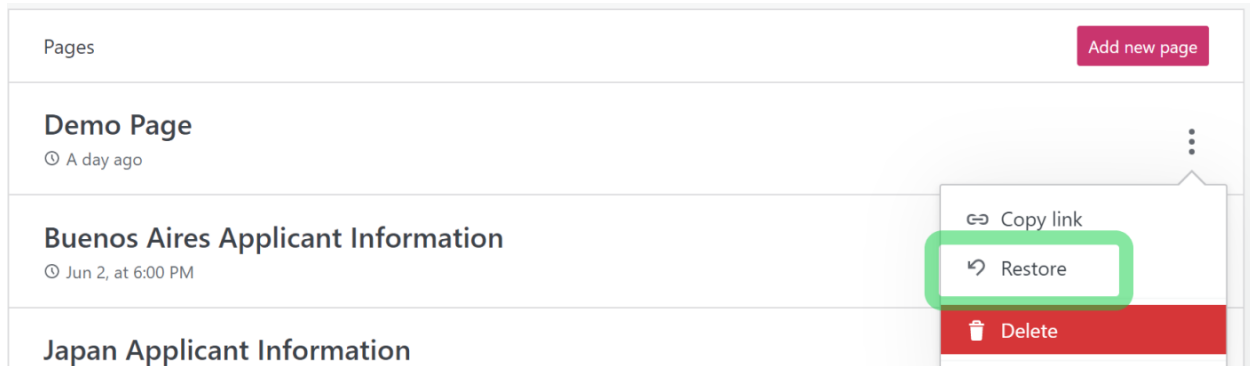 Pages
Add new page
Demo Page
A day ago
Copy link
Buenos Aires Applicant Information
Jun 2, at 6:00 PM
Restore
Delete
Japan Applicant Information